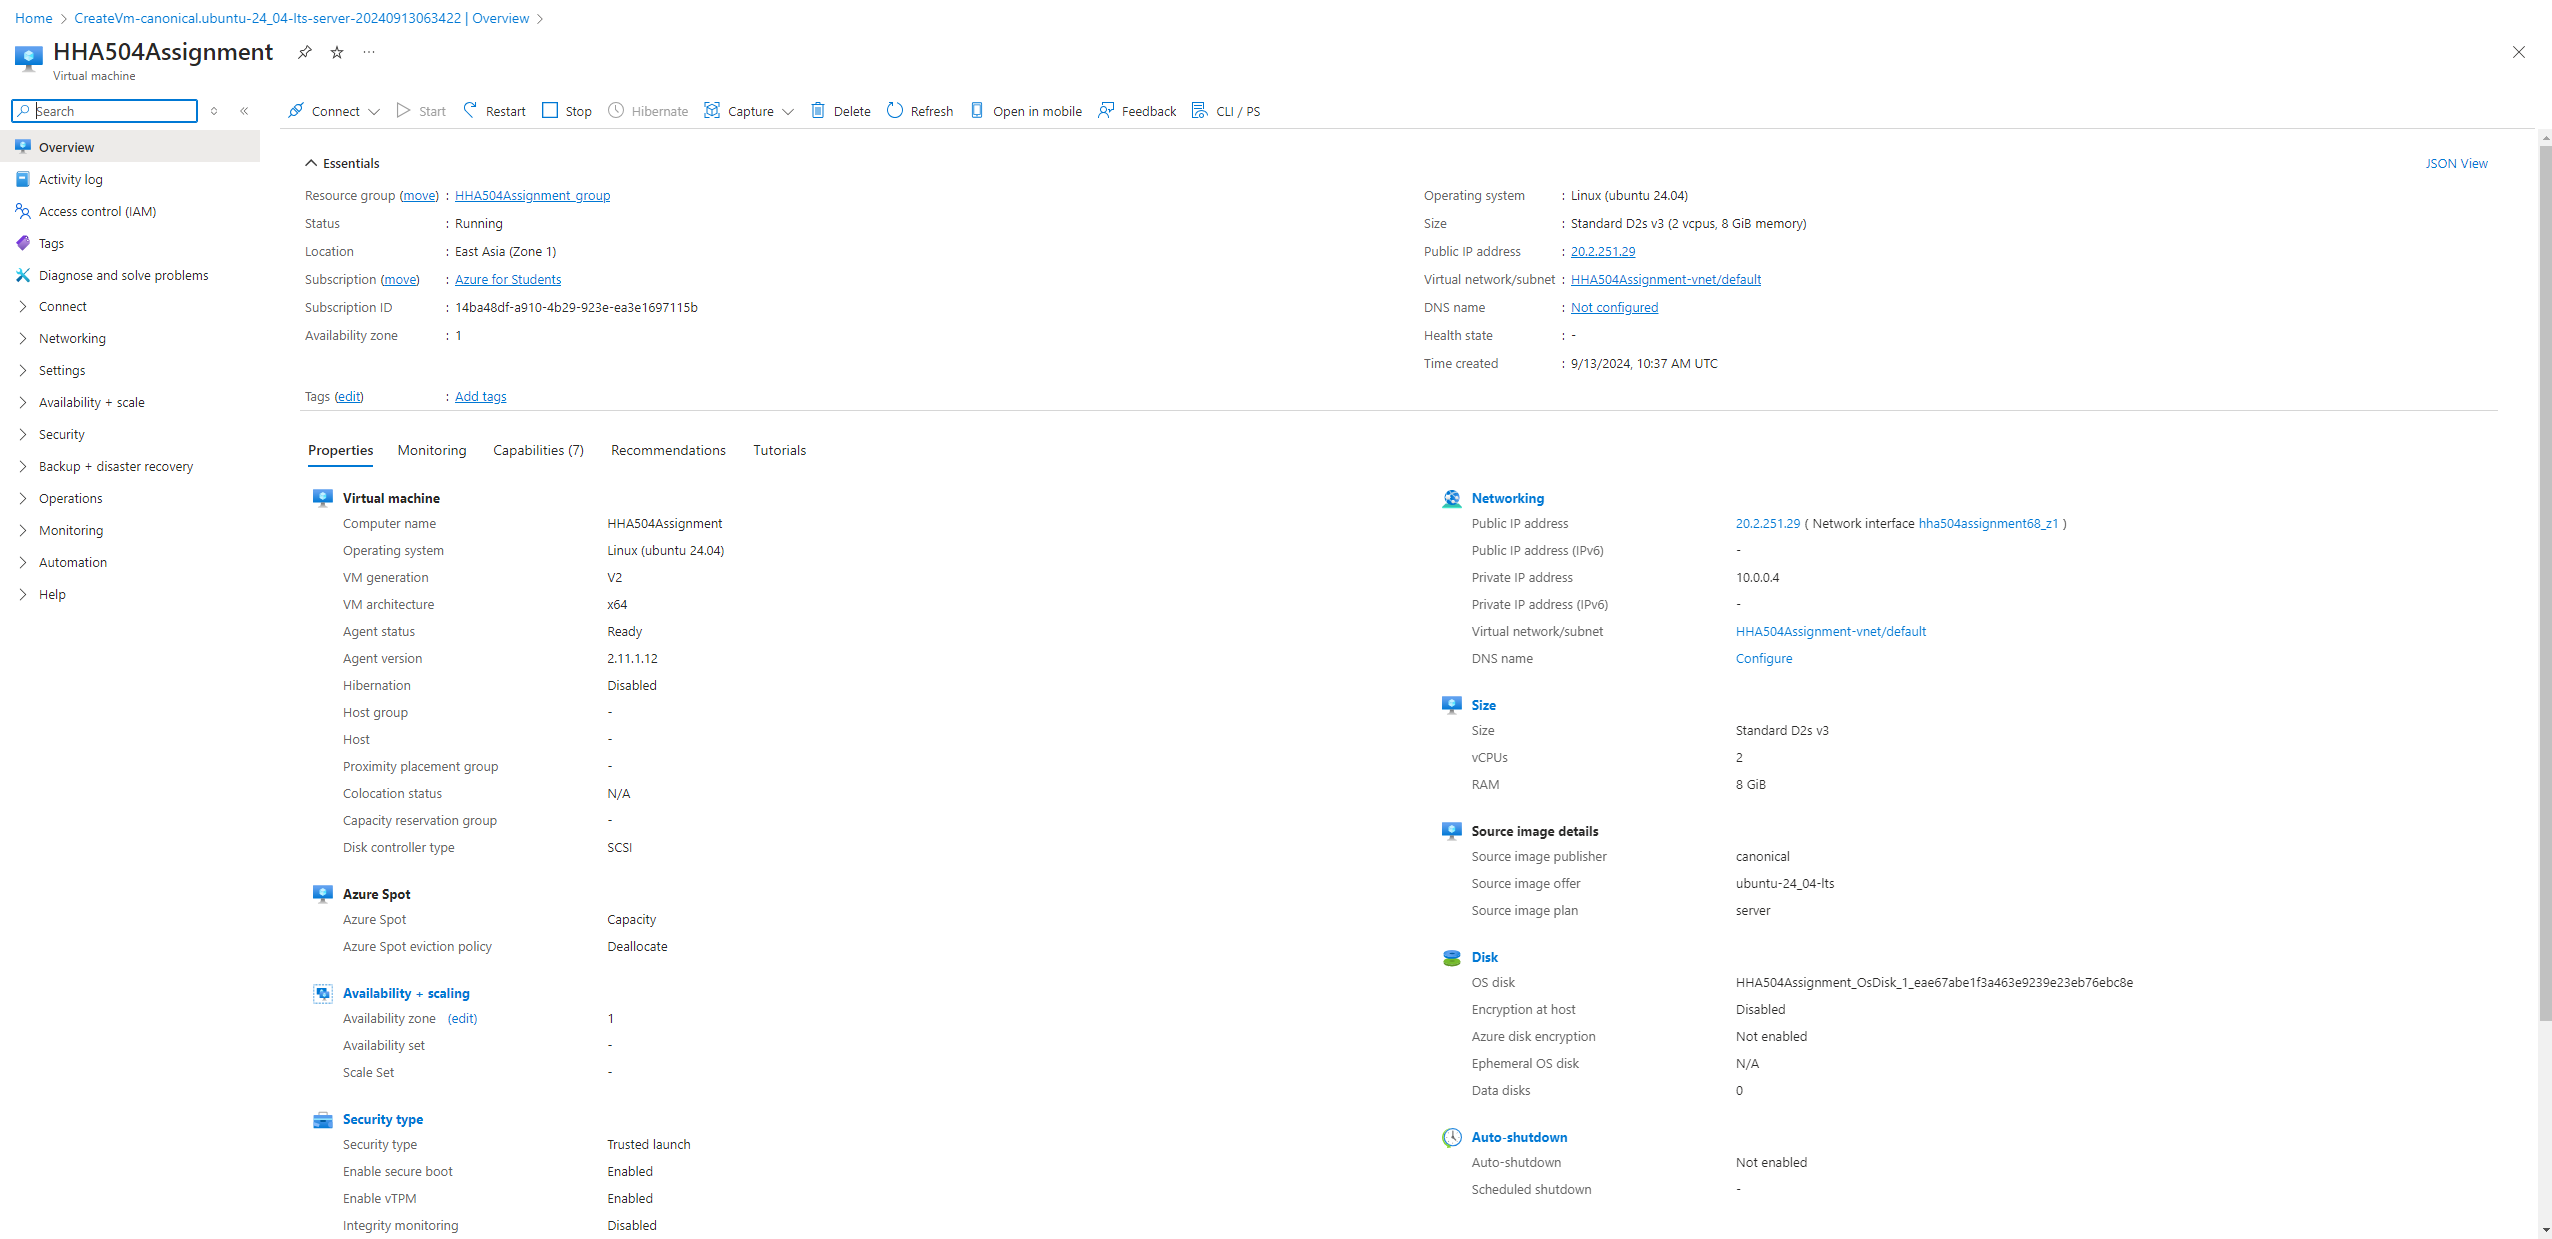 Home > CreateVm-canonical.ubuntu-24_04-lts-server-20240913063422 | Overview >
HHA504Assignment
Virtual machine
Search
Connect Start Restart Stop Hibernate Capture Delete Refresh Open in mobile Feedback CLI / PS
Overview
Activity log
Access control (IAM)
Tags
Diagnose and solve problems
Connect
Networking
Settings
Availability + scale
Security
Backup + disaster recovery
Operations
Monitoring
Automation
Help
Essentials
JSON View
Resource group (move) : HHA504Assignment_group
Status : Running
Location : East Asia (Zone 1)
Subscription (move) : Azure for Students
Subscription ID : 14ba48df-a910-4b29-923e-ea3e1697115b
Availability zone : 1
Operating system : Linux (ubuntu 24.04)
Size : Standard D2s v3 (2 vcpus, 8 GiB memory)
Public IP address : 20.2.251.29
Virtual network/subnet : HHA504Assignment-vnet/default
DNS name : Not configured
Health state : -
Time created : 9/13/2024, 10:37 AM UTC
Tags (edit) : Add tags
Properties Monitoring Capabilities (7) Recommendations Tutorials
Virtual machine
Computer name HHA504Assignment
Operating system Linux (ubuntu 24.04)
VM generation V2
VM architecture x64
Agent status Ready
Agent version 2.11.1.12
Hibernation Disabled
Host group -
Host -
Proximity placement group -
Colocation status N/A
Capacity reservation group -
Disk controller type SCSI
Azure Spot
Azure Spot Capacity
Azure Spot eviction policy Deallocate
Availability + scaling
Availability zone (edit) 1
Availability set -
Scale Set -
Security type
Security type Trusted launch
Enable secure boot Enabled
Enable vTPM Enabled
Integrity monitoring Disabled
Networking
Public IP address 20.2.251.29 ( Network interface hha504assignment68_z1 )
Public IP address (IPv6) -
Private IP address 10.0.0.4
Private IP address (IPv6) -
Virtual network/subnet HHA504Assignment-vnet/default
DNS name Configure
Size
Size Standard D2s v3
vCPUs 2
RAM 8 GiB
Source image details
Source image publisher canonical
Source image offer ubuntu-24_04-lts
Source image plan server
Disk
OS disk HHA504Assignment_OsDisk_1_eae67abe1f3a463e9239e23eb76ebc8e
Encryption at host Disabled
Azure disk encryption Not enabled
Ephemeral OS disk N/A
Data disks 0
Auto-shutdown
Auto-shutdown Not enabled
Scheduled shutdown -